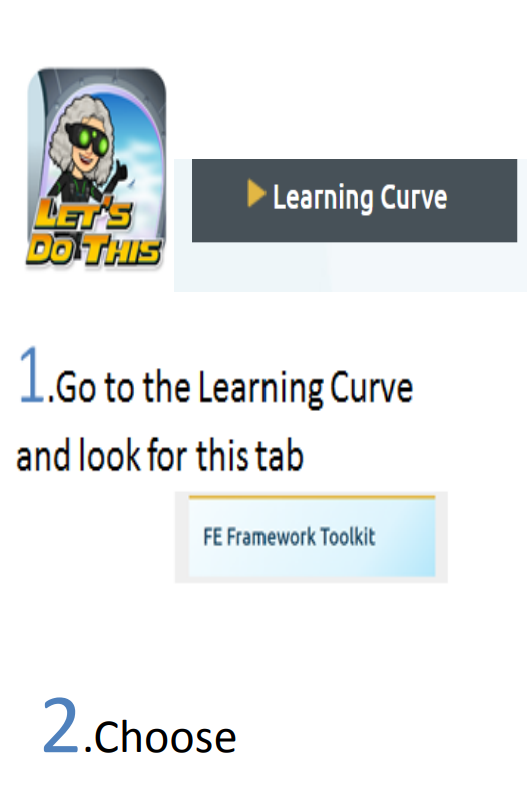 LET'S
DO THIS
Learning Curve
1.Go to the Learning Curve
and look for this tab
FE Framework Toolkit
2.Choose